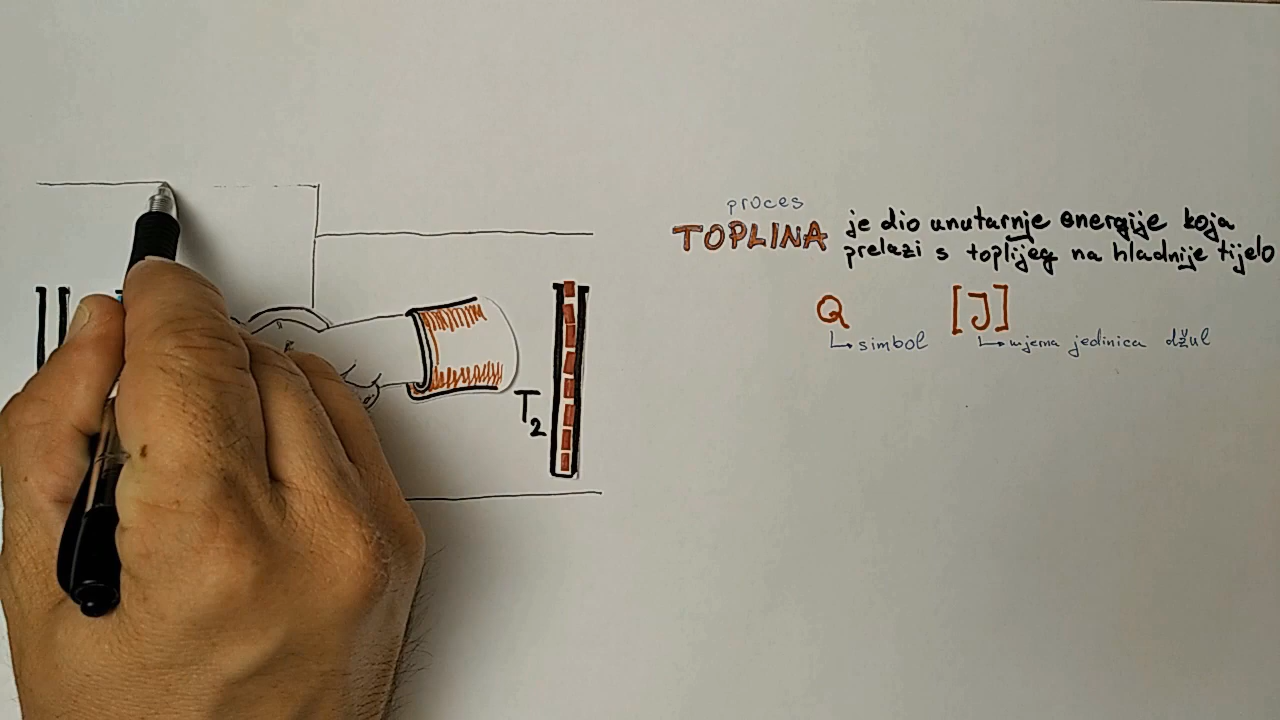 proces
TOPLINA je dio unutarnje energije koja
prelazi s toplijeg na hladnije tijelo
Q [J]
↳ simbol ↳ mjerna jedinica džul
T2